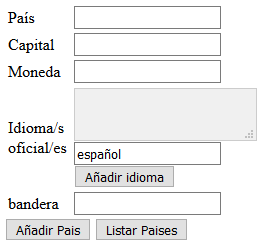 País
Capital
Moneda
Idioma/s
oficial/es
español
Añadir idioma
bandera
Añadir Pais Listar Paises